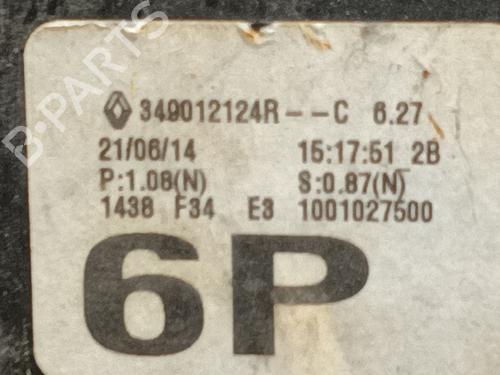 349012124R--C 6.27
21/06/14 15:17:51 2B
P:1.08(N) S:0.87(N)
1438 F34 E3 1001027500
6P
B-PARTS